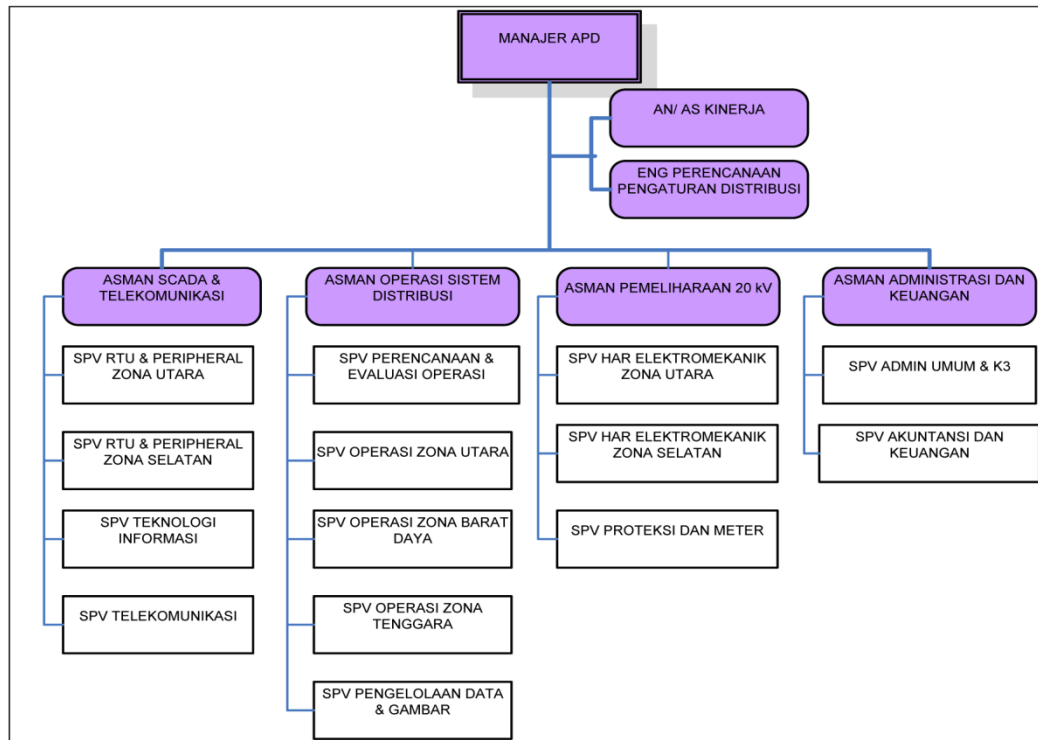 MANAJER APD
AN/ AS KINERJA
ENG PERENCANAAN
PENGATURAN DISTRIBUSI
ASMAN SCADA &
TELEKOMUNIKASI
SPV RTU & PERIPHERAL
ZONA UTARA
SPV RTU & PERIPHERAL
ZONA SELATAN
SPV TEKNOLOGI
INFORMASI
SPV TELEKOMUNIKASI
ASMAN OPERASI SISTEM
DISTRIBUSI
SPV PERENCANAAN &
EVALUASI OPERASI
SPV OPERASI ZONA UTARA
SPV OPERASI ZONA BARAT
DAYA
SPV OPERASI ZONA
TENGGARA
SPV PENGELOLAAN DATA
& GAMBAR
ASMAN PEMELIHARAAN 20 kV
SPV HAR ELEKTROMEKANIK
ZONA UTARA
SPV HAR ELEKTROMEKANIK
ZONA SELATAN
SPV PROTEKSI DAN METER
ASMAN ADMINISTRASI DAN
KEUANGAN
SPV ADMIN UMUM & K3
SPV AKUNTANSI DAN
KEUANGAN